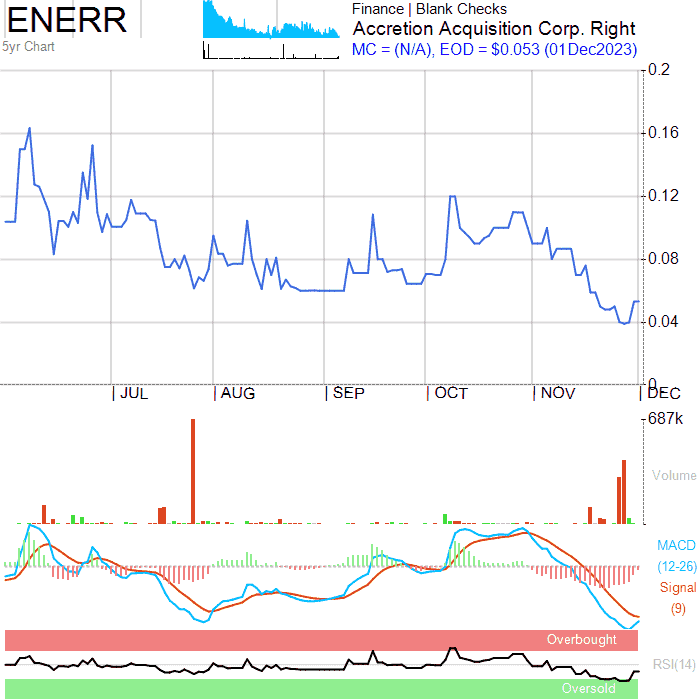 ENERR
5yr Chart
Finance | Blank Checks
Accretion Acquisition Corp. Right
MC = (N/A), EOD = $0.053 (01Dec2023)
0.2
0.16
0.12
0.08
0.04
0
JUL
AUG
SEP
OCT
NOV
DEC
687k
Volume
MACD
(12-26)
Signal
(9)
Overbought
RSI(14)
Oversold